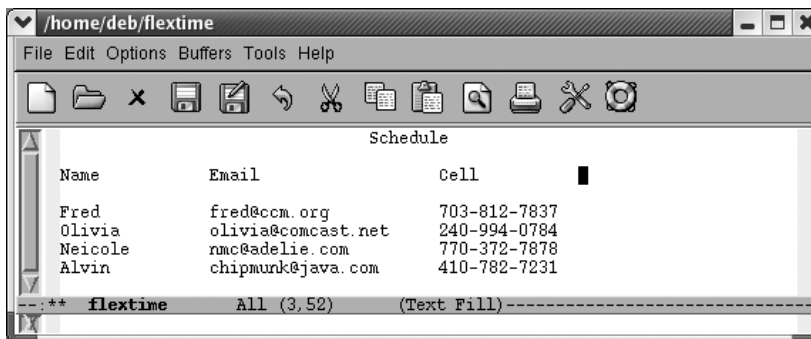 /home/deb/flextime
File Edit Options Buffers Tools Help
Schedule
Name Email Cell
Fred fred@ccm.org 703-812-7837
Olivia olivia@comcast.net 240-994-0784
Neicole nmc@adelie.com 770-372-7878
Alvin chipmunk@java.com 410-782-7231
--:** flextime All (3,52) (Text Fill)-------------------------------